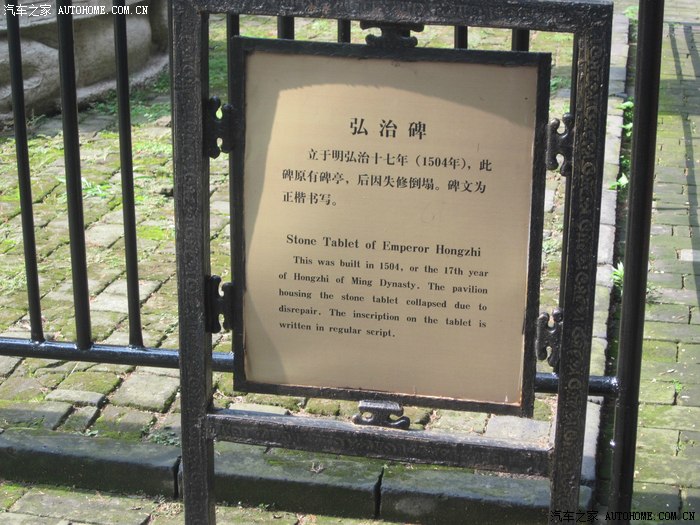 汽车之家 AUTOHOME.COM.CN
弘治碑
立于明弘治十七年（1504年），此
碑原有碑亭，后因失修倒塌。碑文为
正楷书写。
Stone Tablet of Emperor Hongzhi
This was built in 1504, or the 17th year
of Hongzhi of Ming Dynasty. The pavilion
housing the stone tablet collapsed due to
disrepair. The inscription on the tablet is
written in regular script.
汽车之家 AUTOHOME.COM.CN